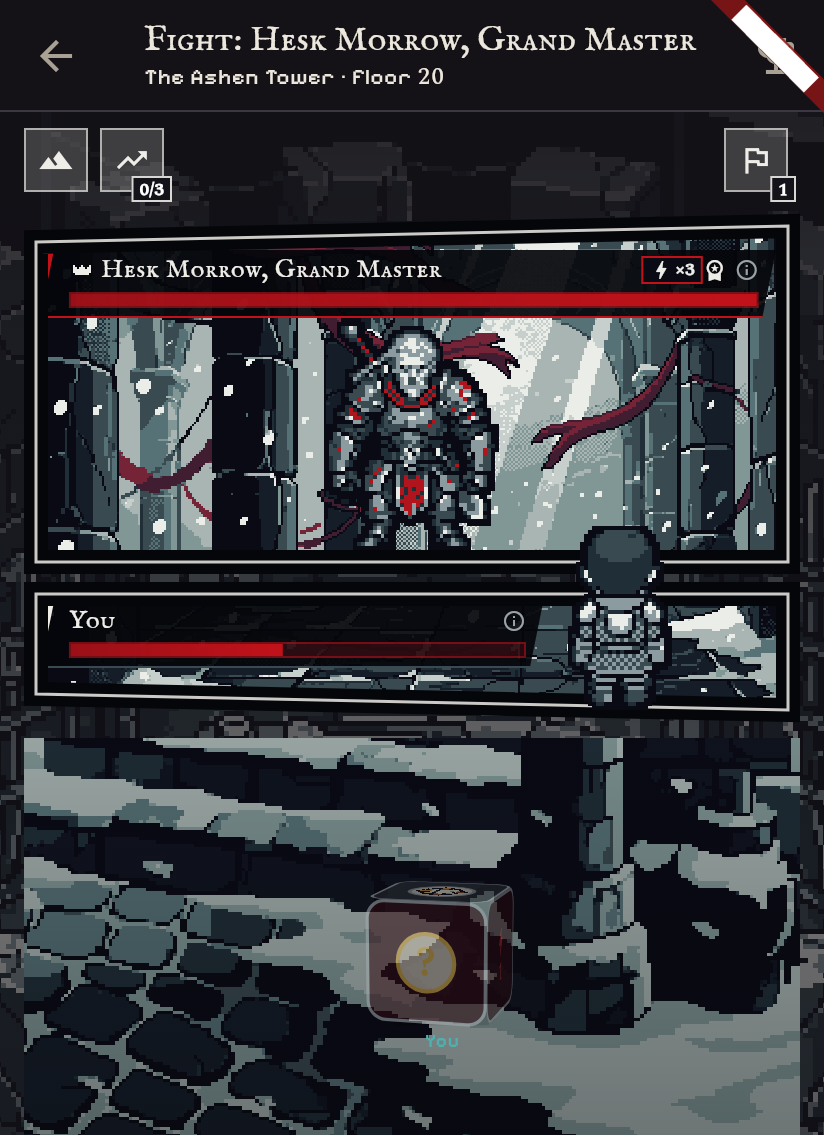 Fight: Hesk Morrow, Grand Master
The Ashen Tower · Floor 20
0/3
1
Hesk Morrow, Grand Master
×3
You
?
You